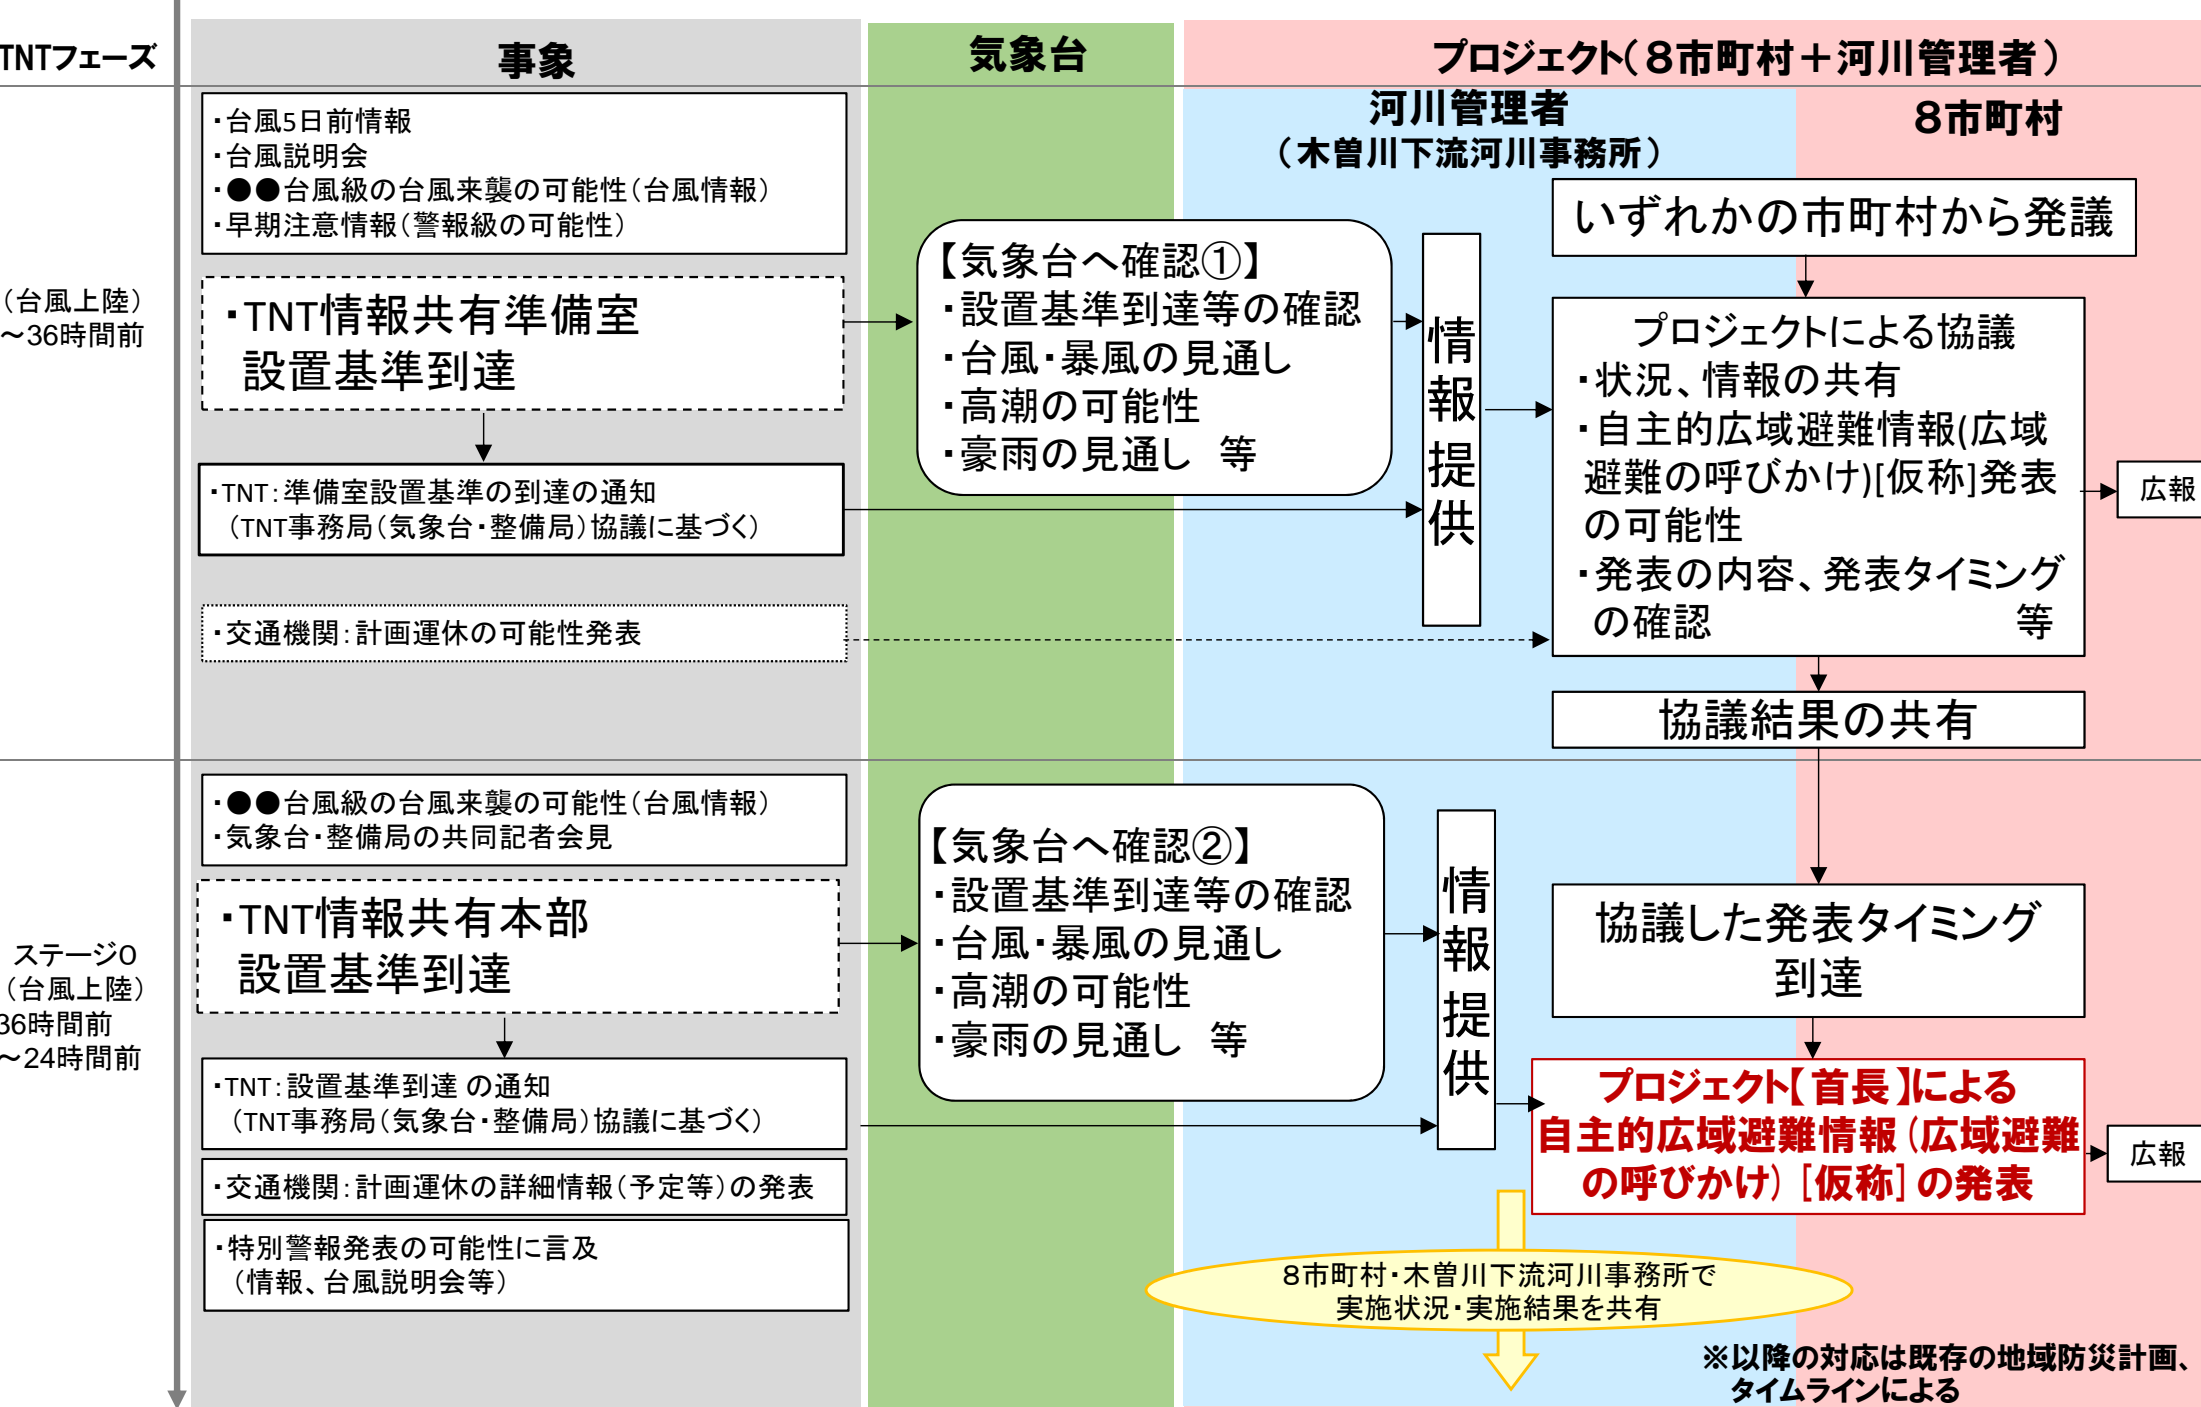 TNTフェーズ
事象
気象台
プロジェクト(８市町村＋河川管理者)
河川管理者
（木曽川下流河川事務所）
８市町村
・台風5日前情報
・台風説明会
・●●台風級の台風来襲の可能性（台風情報）
・早期注意情報（警報級の可能性）
（台風上陸）
～36時間前
・TNT情報共有準備室
設置基準到達
・TNT：準備室設置基準の到達の通知
（TNT事務局（気象台・整備局）協議に基づく）
・交通機関：計画運休の可能性発表
【気象台へ確認①】
・設置基準到達等の確認
・台風・暴風の見通し
・高潮の可能性
・豪雨の見通し　等
情報提供
いずれかの市町村から発議
プロジェクトによる協議
・状況、情報の共有
・自主的広域避難情報(広域
避難の呼びかけ)[仮称]発表
の可能性
・発表の内容、発表タイミング
の確認　等
広報
協議結果の共有
ステージ0
（台風上陸）
36時間前
～24時間前
・●●台風級の台風来襲の可能性（台風情報）
・気象台・整備局の共同記者会見
・TNT情報共有本部
設置基準到達
・TNT：設置基準到達 の通知
（TNT事務局（気象台・整備局）協議に基づく）
・交通機関：計画運休の詳細情報（予定等）の発表
・特別警報発表の可能性に言及
（情報、台風説明会等）
【気象台へ確認②】
・設置基準到達等の確認
・台風・暴風の見通し
・高潮の可能性
・豪雨の見通し　等
情報提供
協議した発表タイミング
到達
プロジェクト【首長】による
自主的広域避難情報（広域避難
の呼びかけ）[仮称]の発表
広報
８市町村・木曽川下流河川事務所で
実施状況・実施結果を共有
※以降の対応は既存の地域防災計画、
タイムラインによる